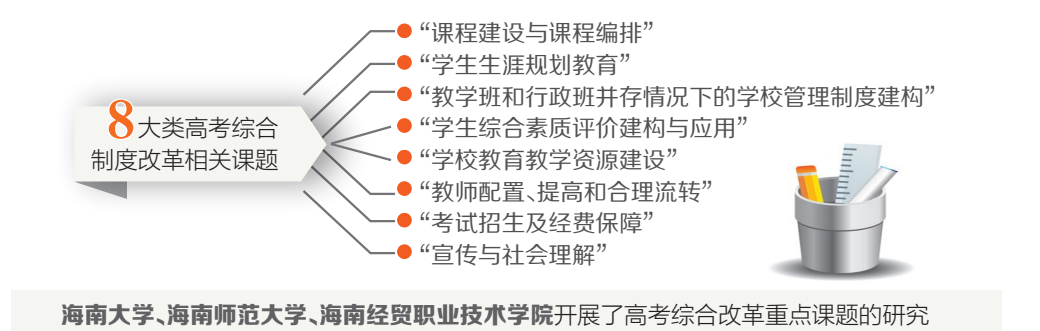 8大类高考综合
制度改革相关课题
“课程建设与课程编排”
“学生生涯规划教育”
“教学班和行政班并存情况下的学校管理制度建构”
“学生综合素质评价建构与应用”
“学校教育教学资源建设”
“教师配置、提高和合理流转”
“考试招生及经费保障”
“宣传与社会理解”
海南大学、海南师范大学、海南经贸职业技术学院开展了高考综合改革重点课题的研究